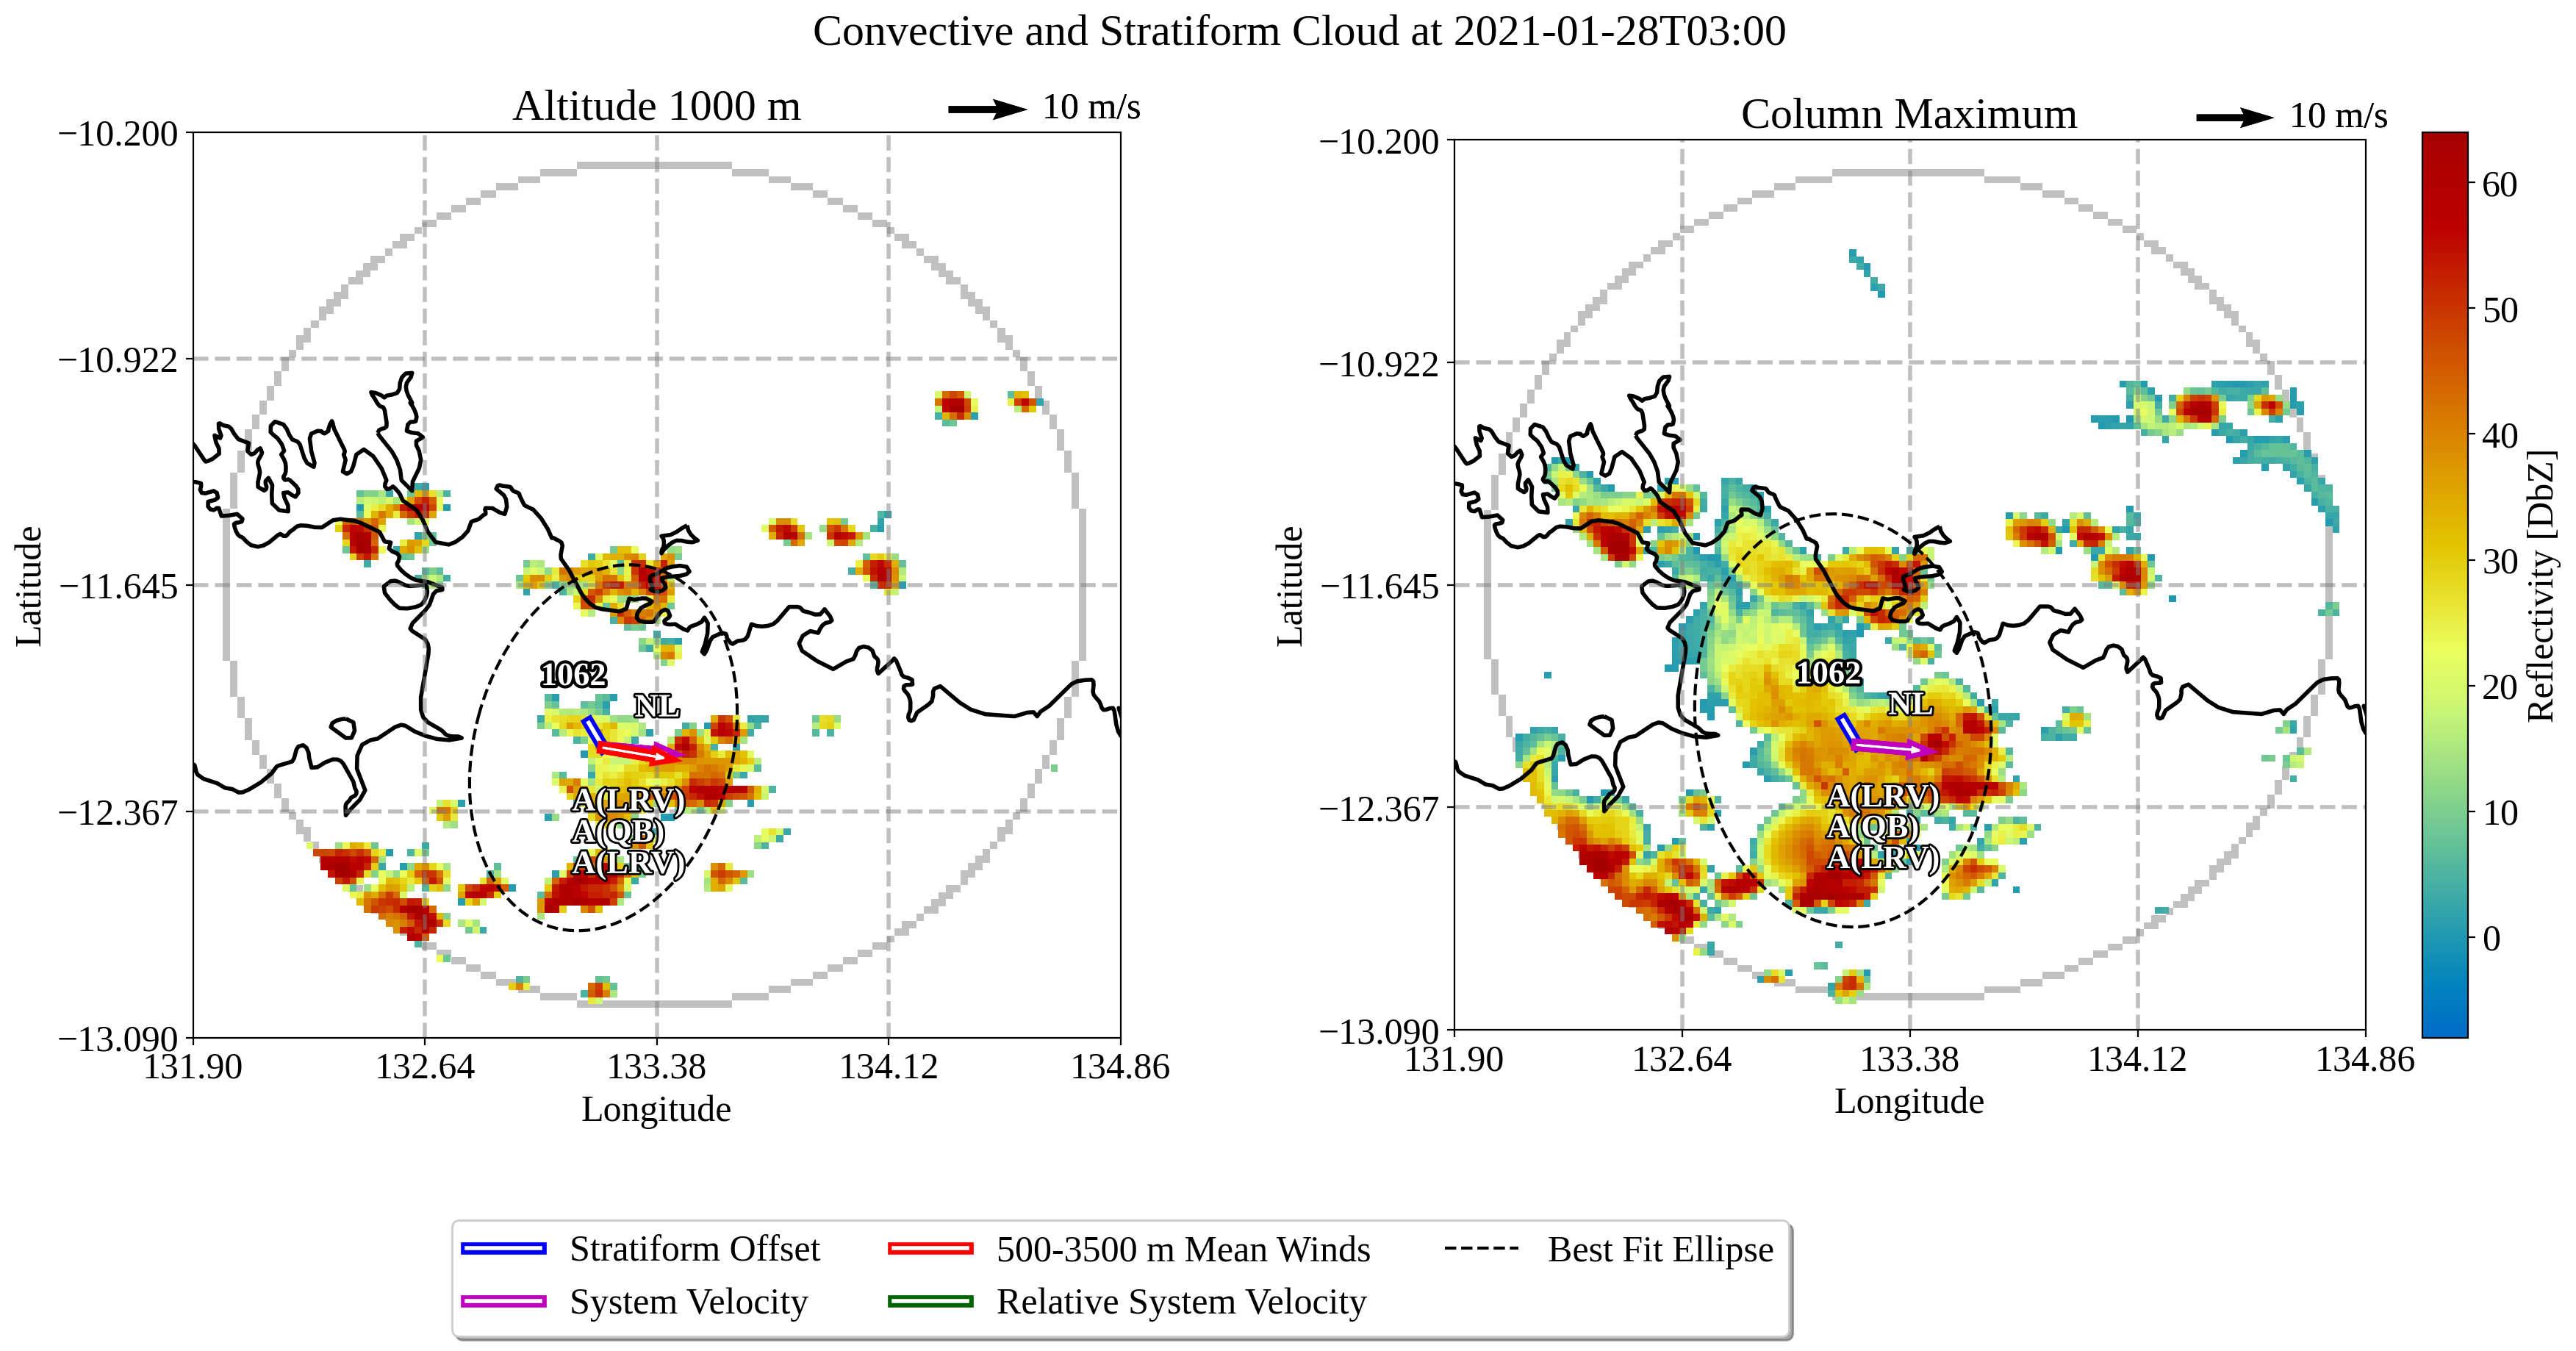 Convective and Stratiform Cloud at 2021-01-28T03:00
Altitude 1000 m
10 m/s
−10.200
−10.922
−11.645
−12.367
−13.090
Latitude
1062
NL
A(LRV)
A(QB)
A(LRV)
131.90
132.64
133.38
134.12
134.86
Longitude
Column Maximum
10 m/s
−10.200
−10.922
−11.645
−12.367
−13.090
Latitude
1062
NL
A(LRV)
A(QB)
A(LRV)
131.90
132.64
133.38
134.12
134.86
Longitude
60
50
40
30
20
10
0
Reflectivity [DbZ]
Stratiform Offset
System Velocity
500-3500 m Mean Winds
Relative System Velocity
Best Fit Ellipse